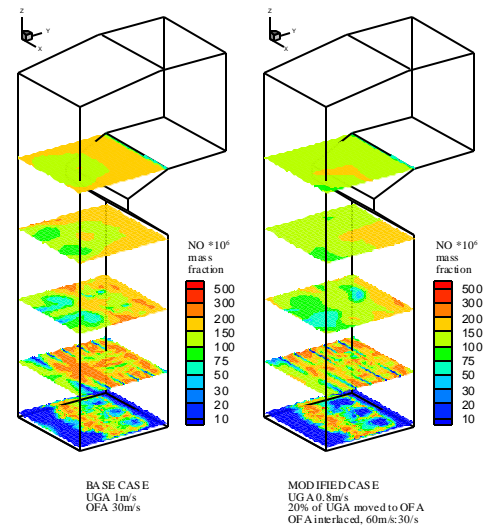 Z
Y
X
Z
Y
X
NO *10⁶
mass
fraction
500
300
200
150
100
75
50
30
20
10
NO *10⁶
mass
fraction
500
300
200
150
100
75
50
30
20
10
BASE CASE
UGA 1m/s
OFA 30m/s
MODIFIED CASE
UGA 0.8m/s
20% of UGA moved to OFA
OFA interlaced, 60m/s:30/s